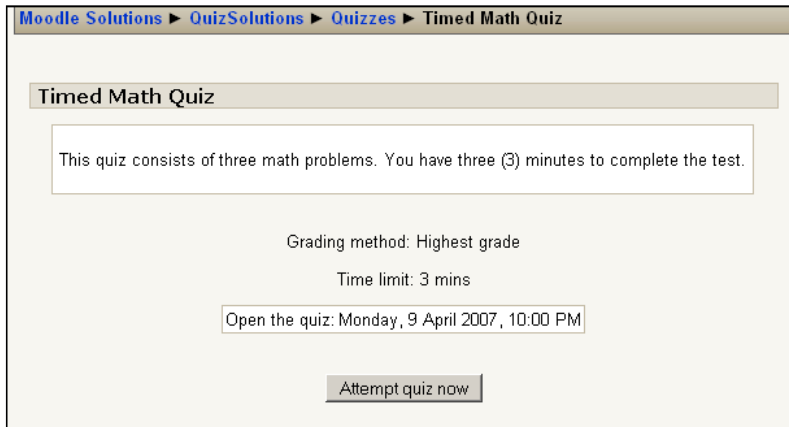 Moodle Solutions ► QuizSolutions ► Quizzes ► Timed Math Quiz
Timed Math Quiz
This quiz consists of three math problems. You have three (3) minutes to complete the test.
Grading method: Highest grade
Time limit: 3 mins
Open the quiz: Monday, 9 April 2007, 10:00 PM
Attempt quiz now